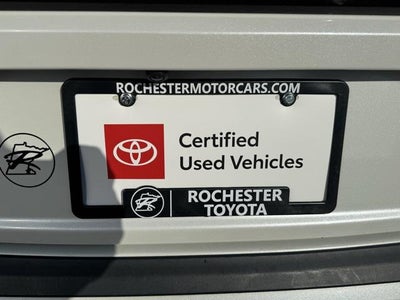 ROCHESTERMOTORCARS.COM
Certified
Used Vehicles
ROCHESTER
TOYOTA